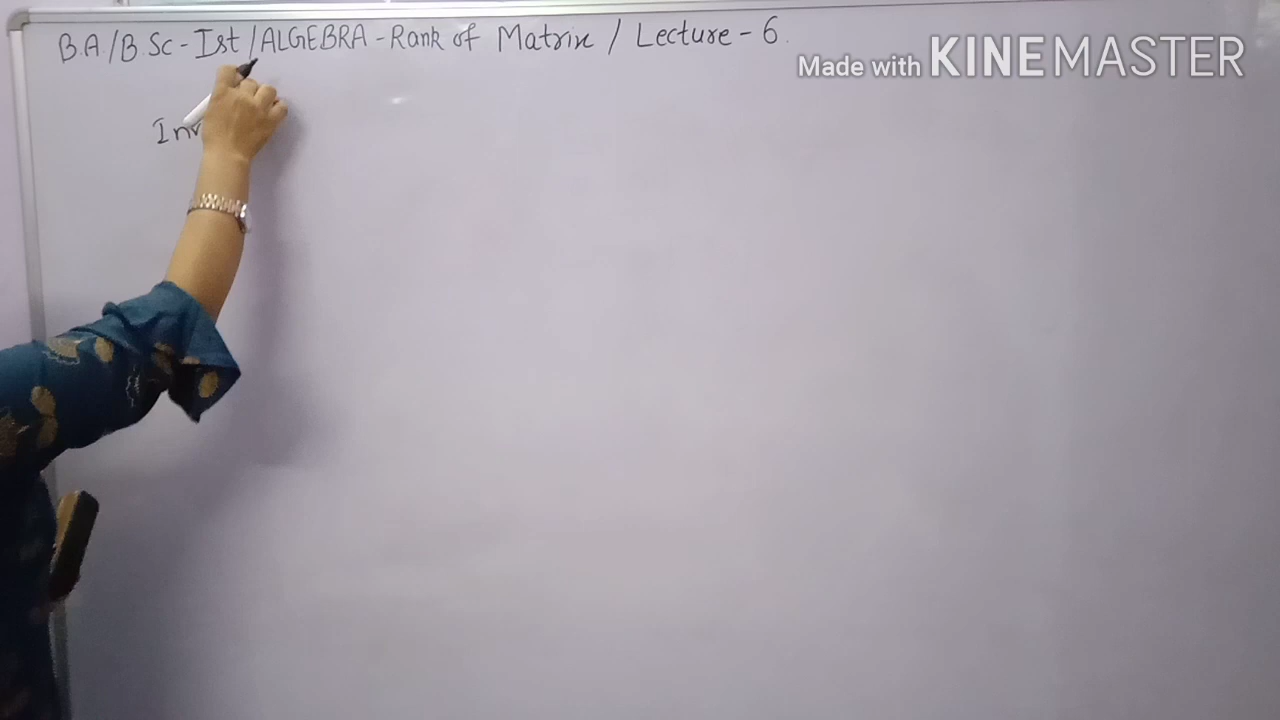 B.A./B.Sc - Ist / ALGEBRA - Rank of Matrix / Lecture - 6.
Made with KINEMASTER